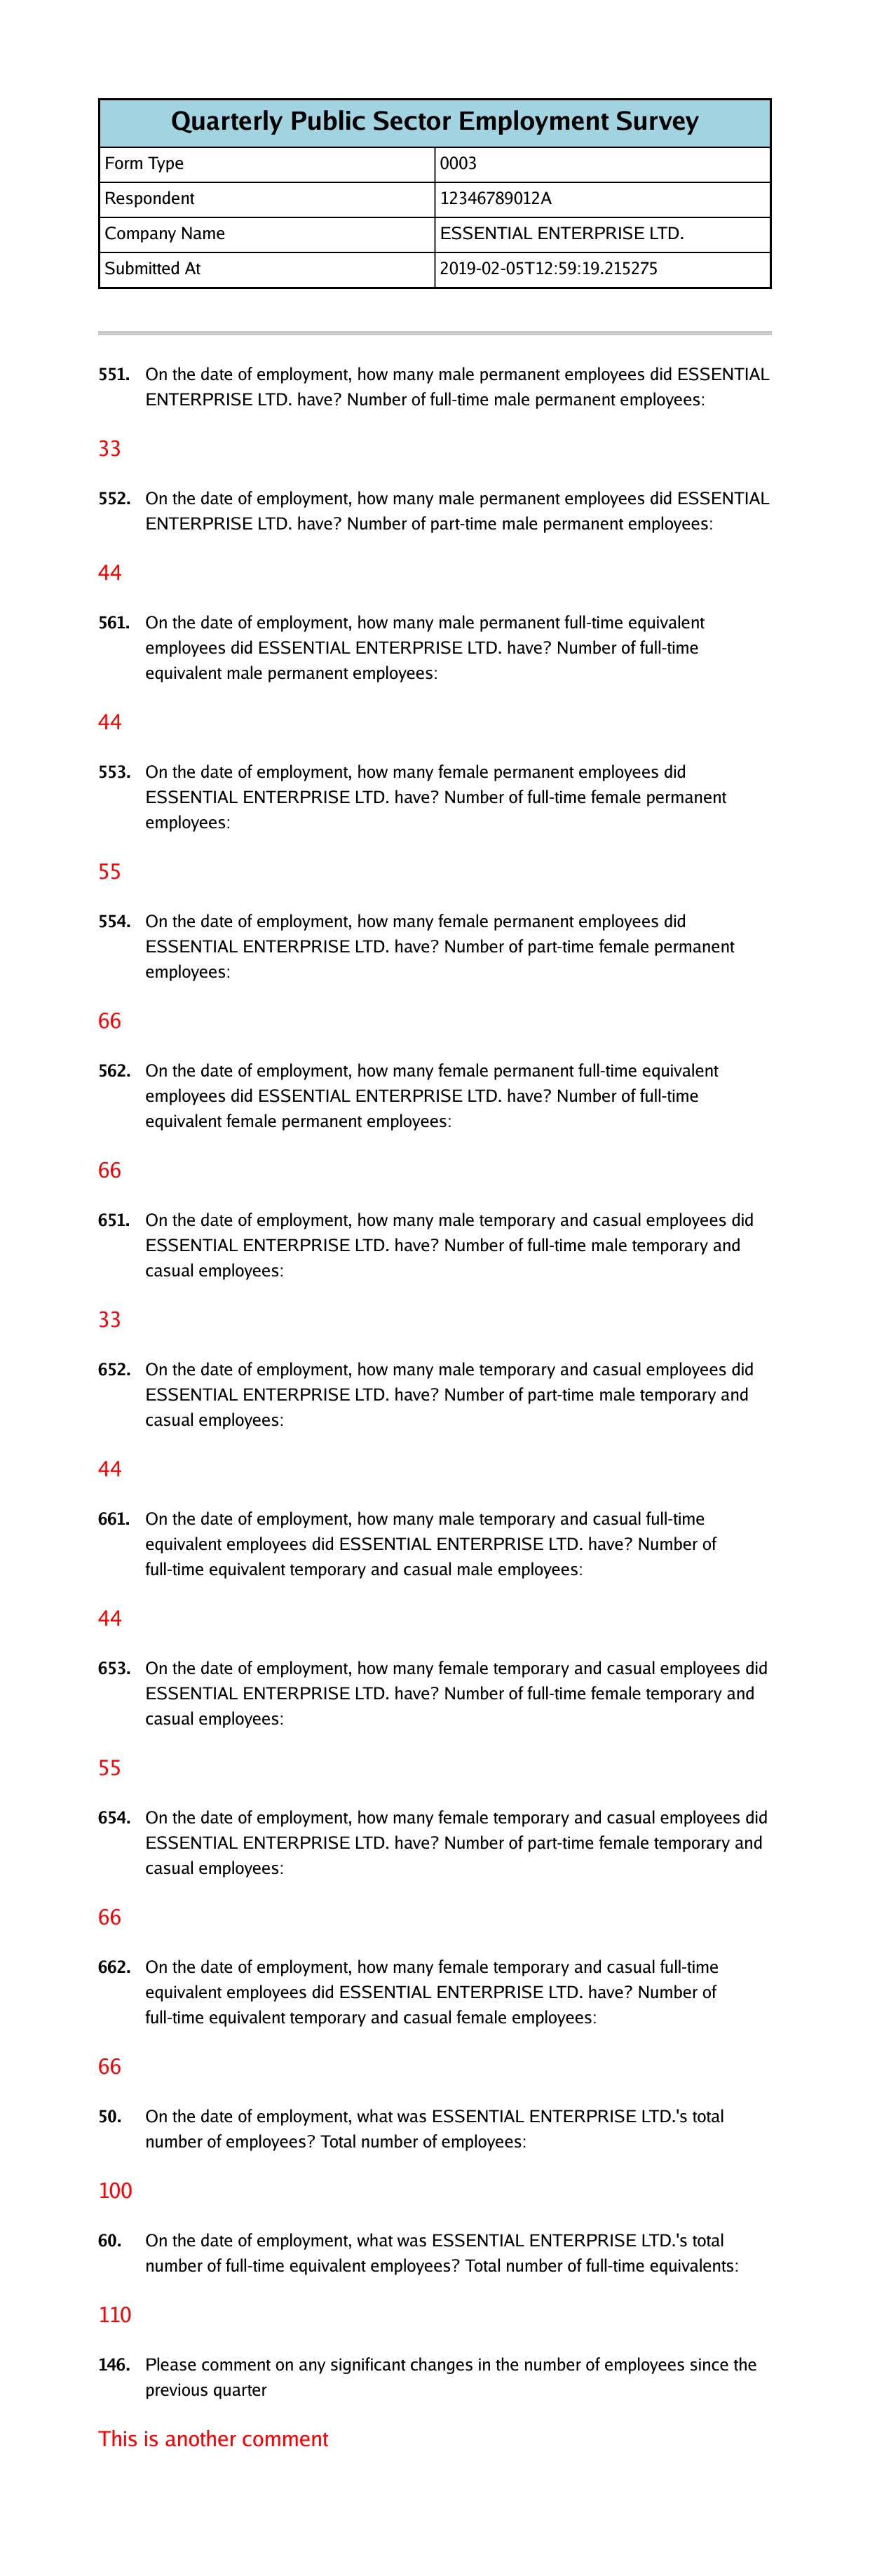 Quarterly Public Sector Employment Survey
Form Type 0003
Respondent 12346789012A
Company Name ESSENTIAL ENTERPRISE LTD.
Submitted At 2019-02-05T12:59:19.215275
551. On the date of employment, how many male permanent employees did ESSENTIAL
ENTERPRISE LTD. have? Number of full-time male permanent employees:
33
552. On the date of employment, how many male permanent employees did ESSENTIAL
ENTERPRISE LTD. have? Number of part-time male permanent employees:
44
561. On the date of employment, how many male permanent full-time equivalent
employees did ESSENTIAL ENTERPRISE LTD. have? Number of full-time
equivalent male permanent employees:
44
553. On the date of employment, how many female permanent employees did
ESSENTIAL ENTERPRISE LTD. have? Number of full-time female permanent
employees:
55
554. On the date of employment, how many female permanent employees did
ESSENTIAL ENTERPRISE LTD. have? Number of part-time female permanent
employees:
66
562. On the date of employment, how many female permanent full-time equivalent
employees did ESSENTIAL ENTERPRISE LTD. have? Number of full-time
equivalent female permanent employees:
66
651. On the date of employment, how many male temporary and casual employees did
ESSENTIAL ENTERPRISE LTD. have? Number of full-time male temporary and
casual employees:
33
652. On the date of employment, how many male temporary and casual employees did
ESSENTIAL ENTERPRISE LTD. have? Number of part-time male temporary and
casual employees:
44
661. On the date of employment, how many male temporary and casual full-time
equivalent employees did ESSENTIAL ENTERPRISE LTD. have? Number of
full-time equivalent temporary and casual male employees:
44
653. On the date of employment, how many female temporary and casual employees did
ESSENTIAL ENTERPRISE LTD. have? Number of full-time female temporary and
casual employees:
55
654. On the date of employment, how many female temporary and casual employees did
ESSENTIAL ENTERPRISE LTD. have? Number of part-time female temporary and
casual employees:
66
662. On the date of employment, how many female temporary and casual full-time
equivalent employees did ESSENTIAL ENTERPRISE LTD. have? Number of
full-time equivalent temporary and casual female employees:
66
50. On the date of employment, what was ESSENTIAL ENTERPRISE LTD.'s total
number of employees? Total number of employees:
100
60. On the date of employment, what was ESSENTIAL ENTERPRISE LTD.'s total
number of full-time equivalent employees? Total number of full-time equivalents:
110
146. Please comment on any significant changes in the number of employees since the
previous quarter
This is another comment